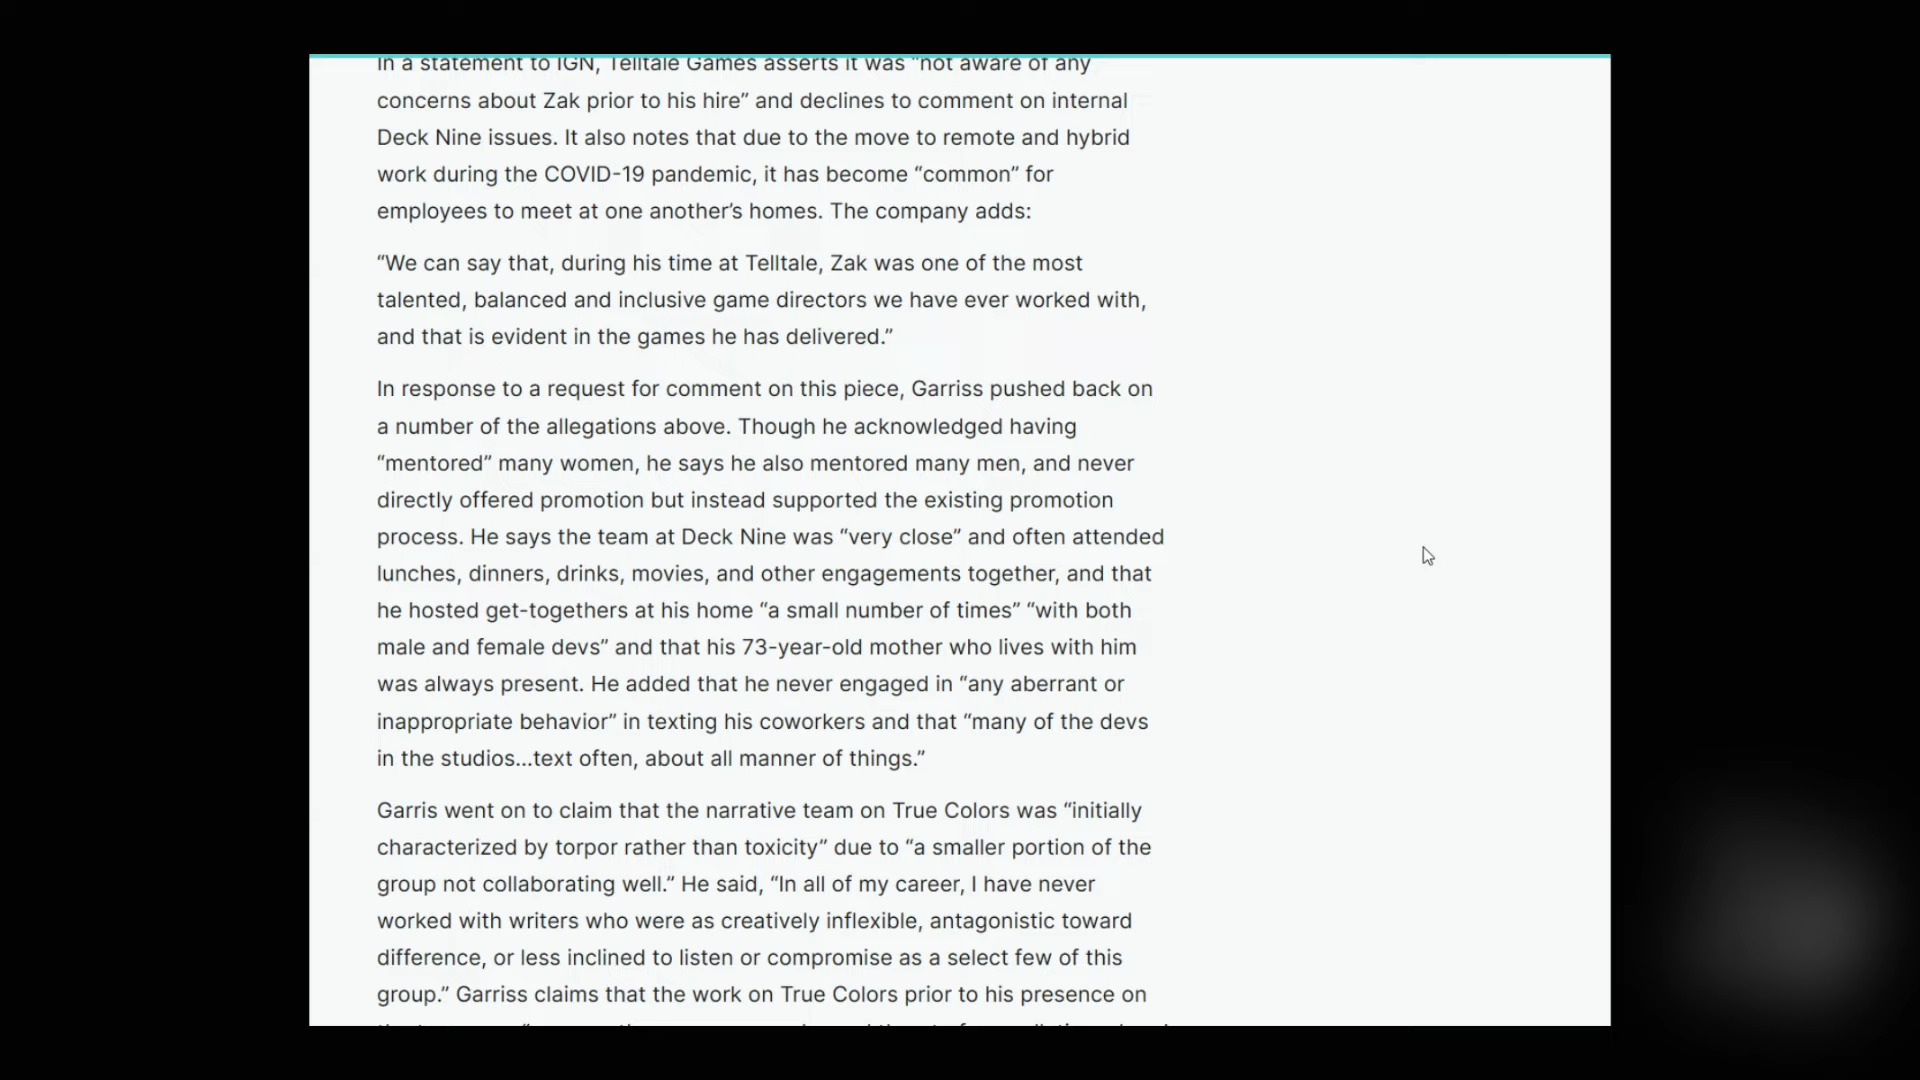 In a statement to IGN, Telltale Games asserts it was “not aware of any
concerns about Zak prior to his hire” and declines to comment on internal
Deck Nine issues. It also notes that due to the move to remote and hybrid
work during the COVID-19 pandemic, it has become “common” for
employees to meet at one another’s homes. The company adds:
“We can say that, during his time at Telltale, Zak was one of the most
talented, balanced and inclusive game directors we have ever worked with,
and that is evident in the games he has delivered.”
In response to a request for comment on this piece, Garriss pushed back on
a number of the allegations above. Though he acknowledged having
“mentored” many women, he says he also mentored many men, and never
directly offered promotion but instead supported the existing promotion
process. He says the team at Deck Nine was “very close” and often attended
lunches, dinners, drinks, movies, and other engagements together, and that
he hosted get-togethers at his home “a small number of times” “with both
male and female devs” and that his 73-year-old mother who lives with him
was always present. He added that he never engaged in “any aberrant or
inappropriate behavior” in texting his coworkers and that “many of the devs
in the studios...text often, about all manner of things.”
Garris went on to claim that the narrative team on True Colors was “initially
characterized by torpor rather than toxicity” due to “a smaller portion of the
group not collaborating well.” He said, “In all of my career, I have never
worked with writers who were as creatively inflexible, antagonistic toward
difference, or less inclined to listen or compromise as a select few of this
group.” Garriss claims that the work on True Colors prior to his presence on